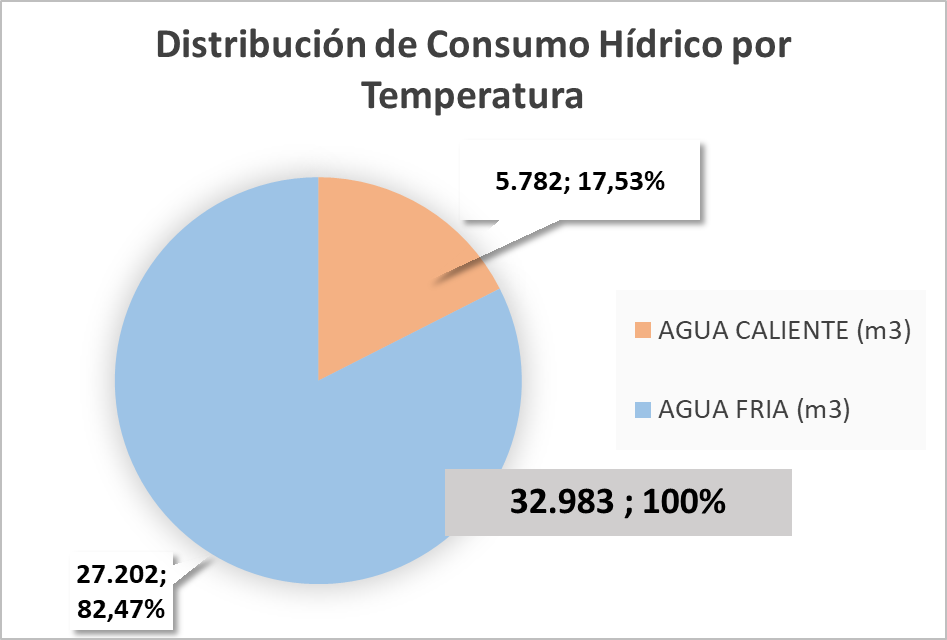 Distribución de Consumo Hídrico por
Temperatura
5.782; 17,53%
AGUA CALIENTE (m3)
AGUA FRIA (m3)
32.983 ; 100%
27.202;
82,47%